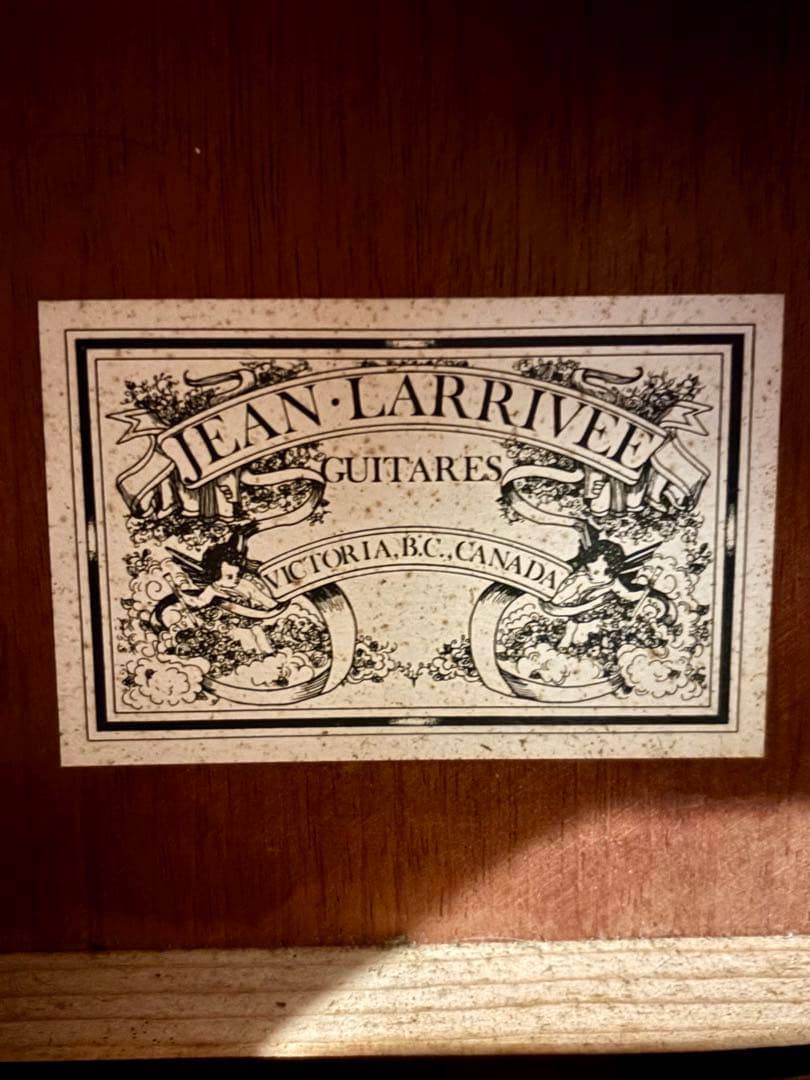 JEAN · LARRIVEE
GUITARES
VICTORIA, B.C., CANADA